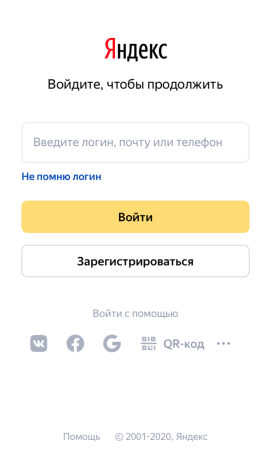 Яндекс
Войдите, чтобы продолжить
Введите логин, почту или телефон
Не помню логин
Войти
Зарегистрироваться
Войти с помощью
QR-код
Помощь © 2001-2020, Яндекс